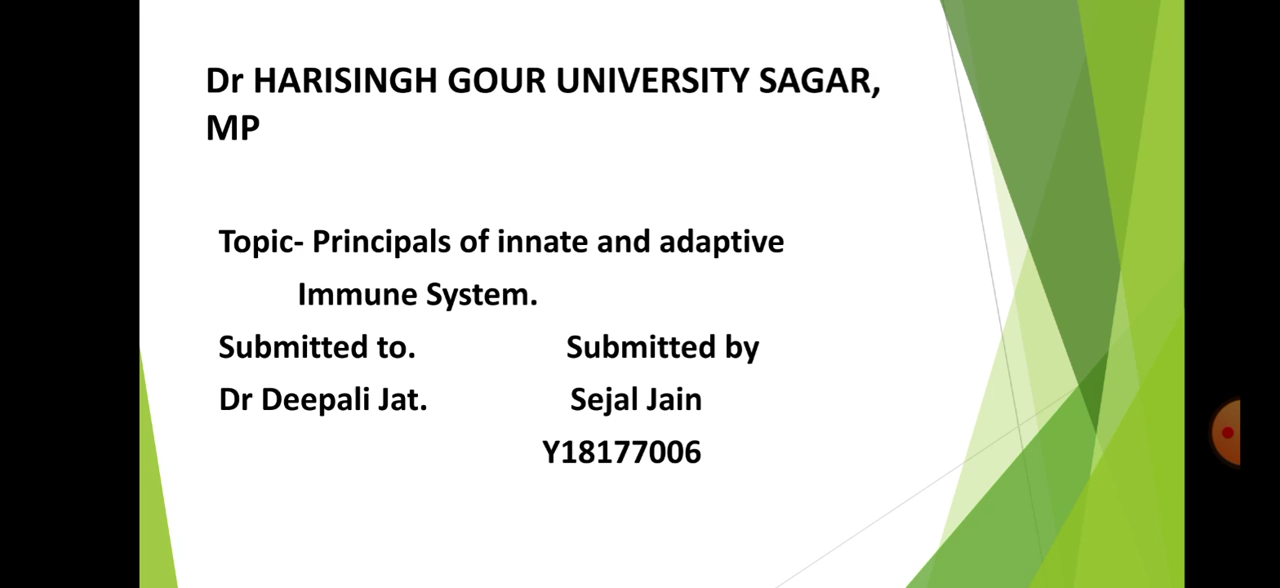 Dr HARISINGH GOUR UNIVERSITY SAGAR,
MP
Topic- Principals of innate and adaptive
Immune System.
Submitted to. Submitted by
Dr Deepali Jat. Sejal Jain
Y18177006